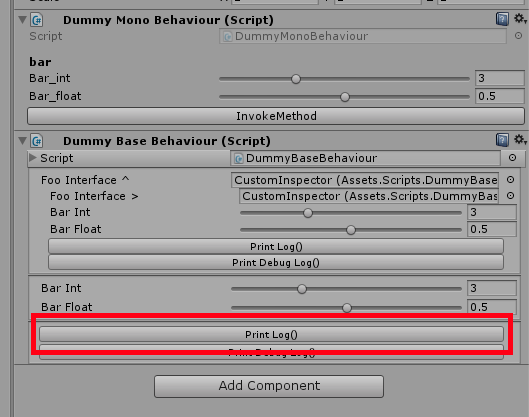 Dummy Mono Behaviour (Script)
Script DummyMonoBehaviour
bar
Bar_int 3
Bar_float 0.5
InvokeMethod
Dummy Base Behaviour (Script)
Script DummyBaseBehaviour
Foo Interface ^ CustomInspector (Assets.Scripts.DummyBase
Foo Interface > CustomInspector (Assets.Scripts.DummyBas
Bar Int 3
Bar Float 0.5
Print Log()
Print Debug Log()
Bar Int 3
Bar Float 0.5
Print Log()
Print Debug Log()
Add Component